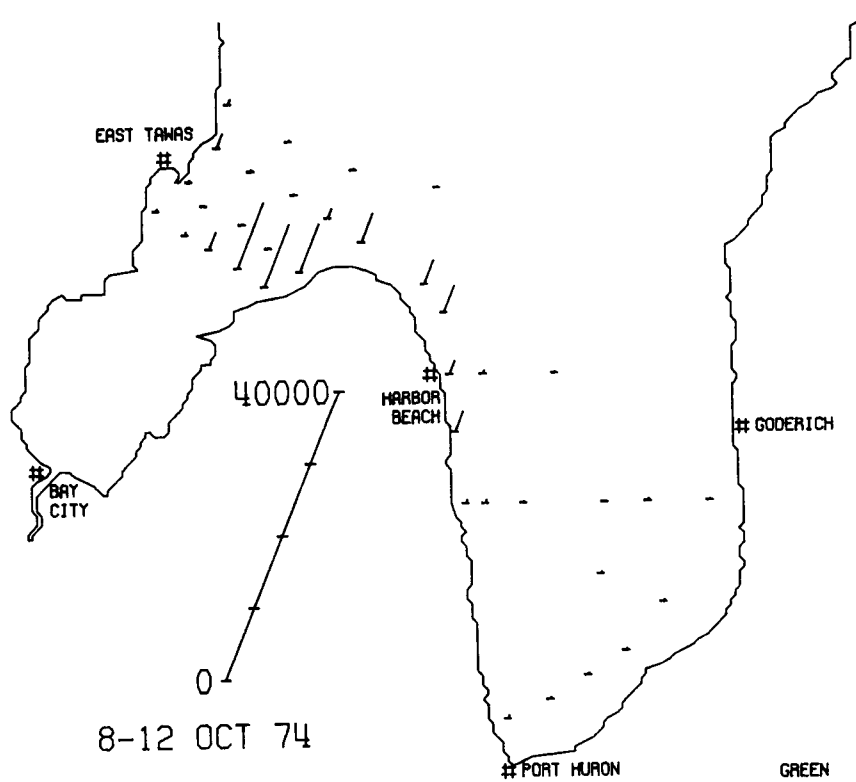 EAST TAWAS
40000
HARBOR
BEACH
GODERICH
BAY
CITY
0
8-12 OCT 74
PORT HURON
GREEN